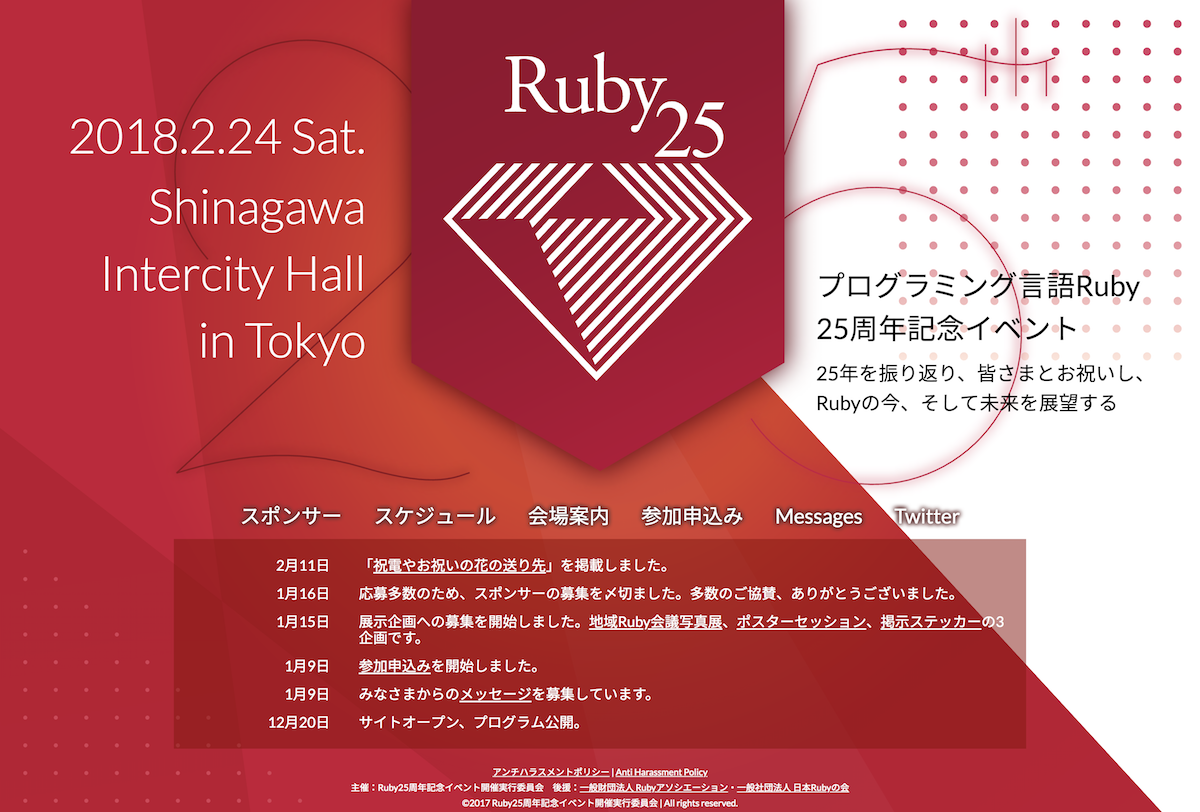 Ruby
25
2018.2.24 Sat.
Shinagawa
Intercity Hall
in Tokyo
プログラミング言語Ruby
25周年記念イベント
25年を振り返り、皆さまとお祝いし、
Rubyの今、そして未来を展望する
スポンサー スケジュール 会場案内 参加申込み Messages Twitter
2月11日 「祝電やお祝いの花の送り先」を掲載しました。
1月16日 応募多数のため、スポンサーの募集を〆切ました。多数のご協賛、ありがとうございました。
1月15日 展示企画への募集を開始しました。地域Ruby会議写真展、ポスターセッション、掲示ステッカーの3
企画です。
1月9日 参加申込みを開始しました。
1月9日 みなさまからのメッセージを募集しています。
12月20日 サイトオープン、プログラム公開。
アンチハラスメントポリシー | Anti Harassment Policy
主催：Ruby25周年記念イベント開催実行委員会 後援：一般財団法人 Rubyアソシエーション・一般社団法人 日本Rubyの会
©2017 Ruby25周年記念イベント開催実行委員会 | All rights reserved.